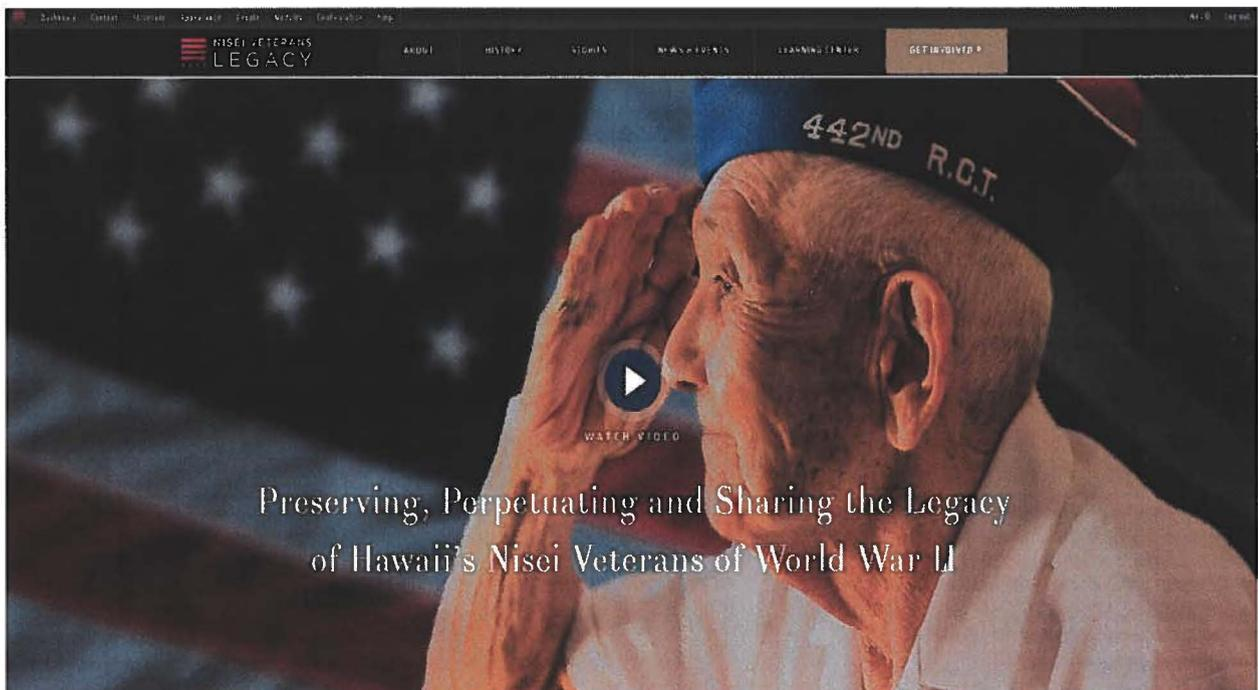 NISEI VETERANS
LEGACY
ABOUT
HISTORY
STORIES
NEWS & EVENTS
LEARNING CENTER
GET INVOLVED
442ND R.C.T.
WATCH VIDEO
Preserving, Perpetuating and Sharing the Legacy
of Hawaii's Nisei Veterans of World War II